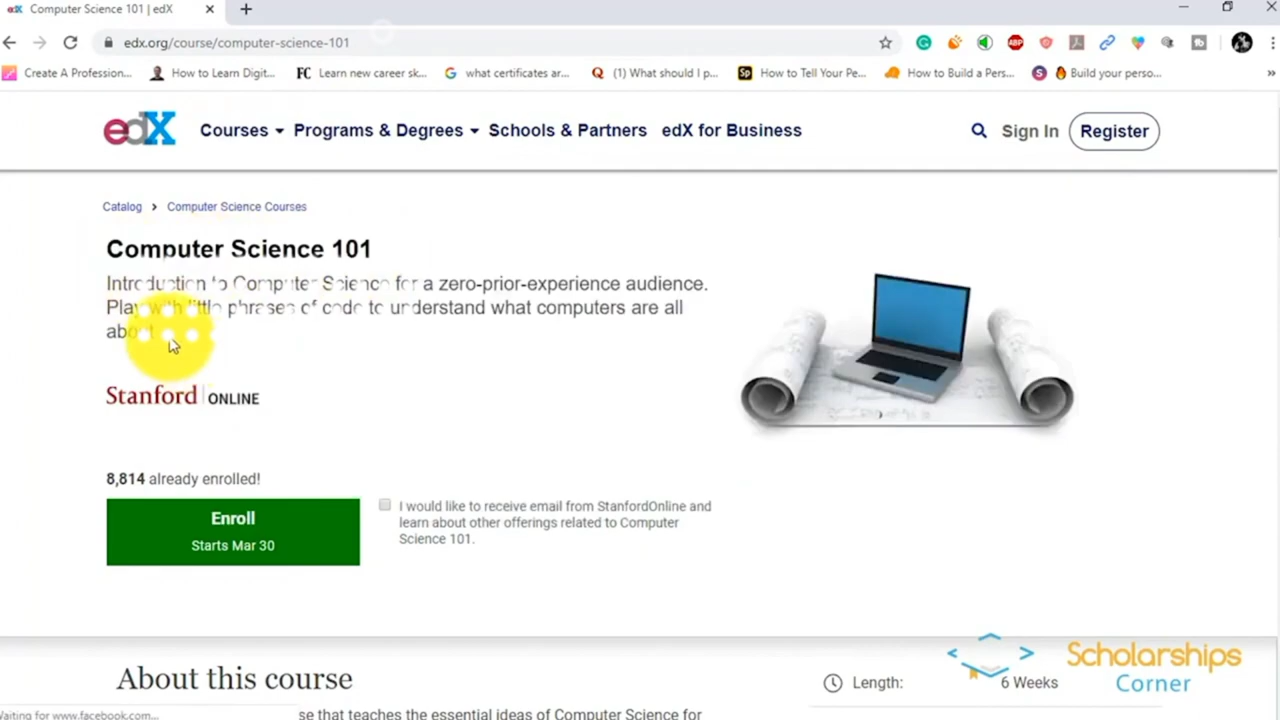 Computer Science 101 | edX
edx.org/course/computer-science-101
ABP
Create A Profession...
How to Learn Digit...
FC Learn new career sk...
G what certificates ar...
Q (1) What should I p...
Sp How to Tell Your Pe...
How to Build a Pers...
S
Build your perso...
»
edX
Courses
Programs & Degrees
Schools & Partners
edX for Business
Sign In
Register
Catalog > Computer Science Courses
Computer Science 101
Introduction to Computer Science for a zero-prior-experience audience.
Play with little phrases of code to understand what computers are all
about
Stanford ONLINE
8,814 already enrolled!
Enroll
Starts Mar 30
I would like to receive email from StanfordOnline and
learn about other offerings related to Computer
Science 101.
About this course
Length: 6 Weeks
Scholarships
Corner
Waiting for www.facebook.com...
se that teaches the essential ideas of Computer Science for